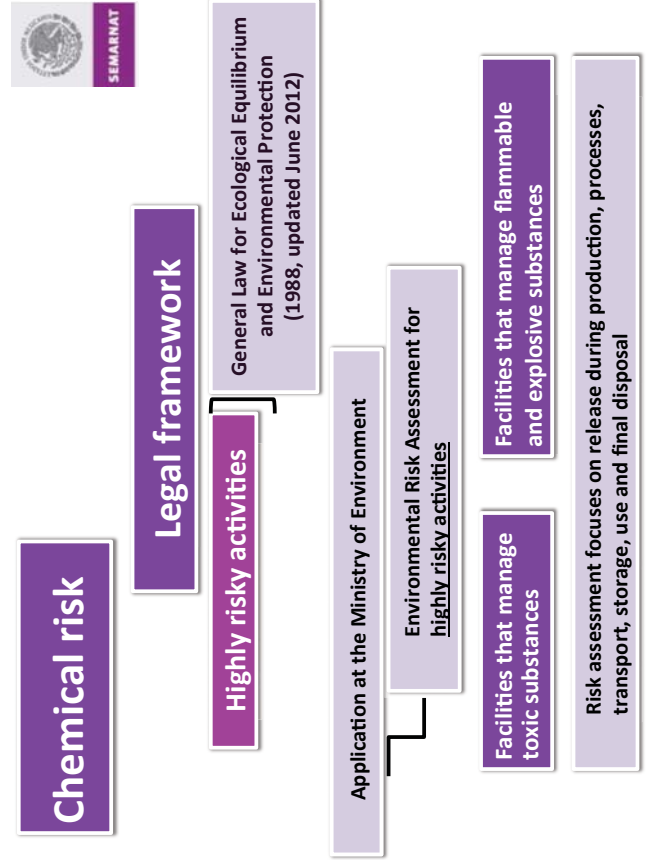 SEMARNAT
Chemical risk
Legal framework
Highly risky activities
General Law for Ecological Equilibrium
and Environmental Protection
(1988, updated June 2012)
Application at the Ministry of Environment
Environmental Risk Assessment for
highly risky activities
Facilities that manage
toxic substances
Facilities that manage flammable
and explosive substances
Risk assessment focuses on release during production, processes,
transport, storage, use and final disposal